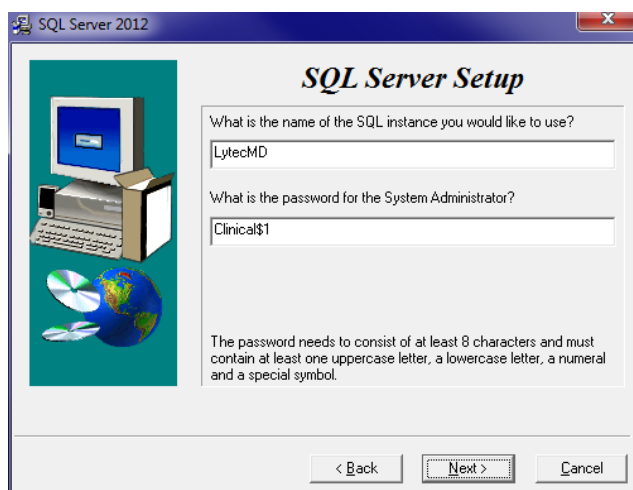 SQL Server 2012
SQL Server Setup
What is the name of the SQL instance you would like to use?
LytecMD
What is the password for the System Administrator?
Clinical$1
The password needs to consist of at least 8 characters and must
contain at least one uppercase letter, a lowercase letter, a numeral
and a special symbol.
< Back
Next >
Cancel